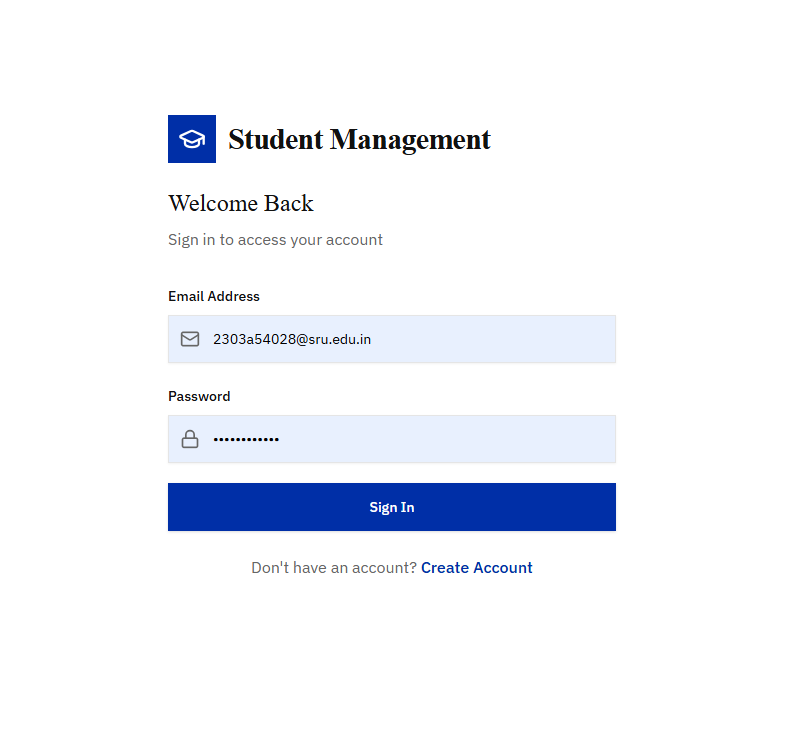 Student Management
Welcome Back
Sign in to access your account
Email Address
2303a54028@sru.edu.in
Password
••••••••••••
Sign In
Don't have an account? Create Account